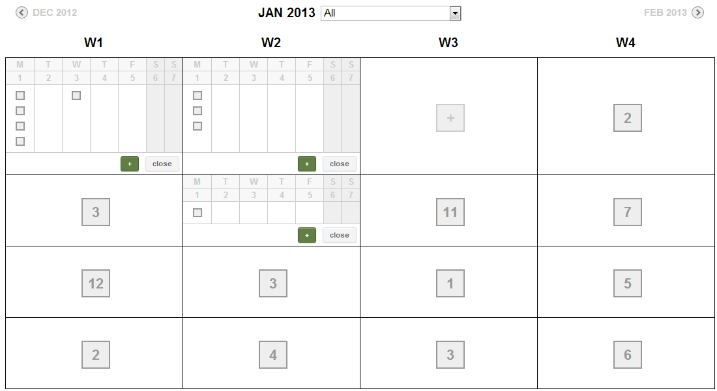 DEC 2012 JAN 2013 All FEB 2013
W1 W2 W3 W4
M T W T F S S M T W T F S S
1 2 3 4 5 6 7 1 2 3 4 5 6 7
+ 2
+ close + close
M T W T F S S
1 2 3 4 5 6 7
3 11 7
+ close
12 3 1 5
2 4 3 6